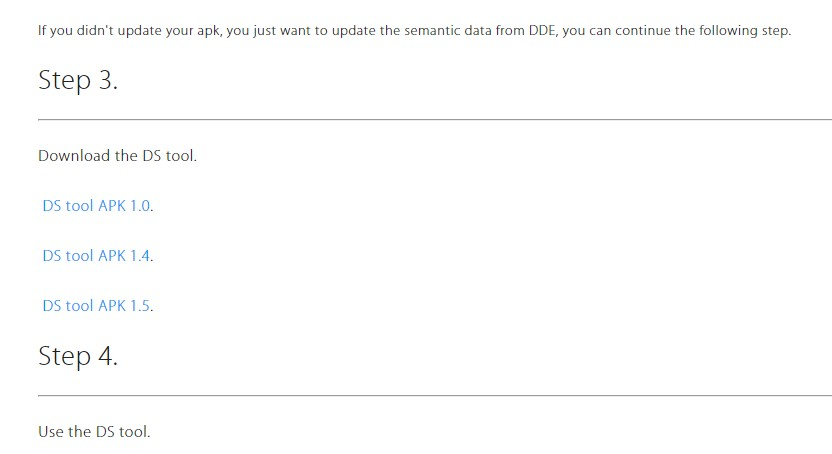 If you didn't update your apk, you just want to update the semantic data from DDE, you can continue the following step.
Step 3.
Download the DS tool.
DS tool APK 1.0.
DS tool APK 1.4.
DS tool APK 1.5.
Step 4.
Use the DS tool.